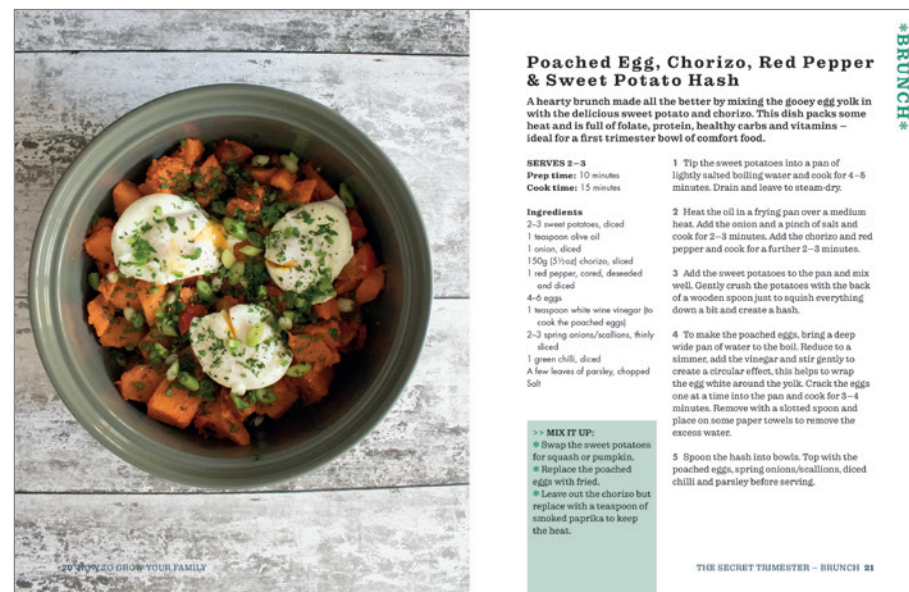 20 HOW TO GROW YOUR FAMILY
*BRUNCH*
Poached Egg, Chorizo, Red Pepper
& Sweet Potato Hash
A hearty brunch made all the better by mixing the gooey egg yolk in
with the delicious sweet potato and chorizo. This dish packs some
heat and is full of folate, protein, healthy carbs and vitamins –
ideal for a first trimester bowl of comfort food.
SERVES 2–3
Prep time: 10 minutes
Cook time: 15 minutes
Ingredients
2–3 sweet potatoes, diced
1 teaspoon olive oil
1 onion, diced
150g (5½oz) chorizo, sliced
1 red pepper, cored, deseeded
and diced
4–6 eggs
1 teaspoon white wine vinegar (to
cook the poached eggs)
2–3 spring onions/scallions, thinly
sliced
1 green chilli, diced
A few leaves of parsley, chopped
Salt
>> MIX IT UP:
* Swap the sweet potatoes
for squash or pumpkin.
* Replace the poached
eggs with fried.
* Leave out the chorizo but
replace with a teaspoon of
smoked paprika to keep
the heat.
1 Tip the sweet potatoes into a pan of
lightly salted boiling water and cook for 4–5
minutes. Drain and leave to steam-dry.
2 Heat the oil in a frying pan over a medium
heat. Add the onion and a pinch of salt and
cook for 2–3 minutes. Add the chorizo and red
pepper and cook for a further 2–3 minutes.
3 Add the sweet potatoes to the pan and mix
well. Gently crush the potatoes with the back
of a wooden spoon just to squish everything
down a bit and create a hash.
4 To make the poached eggs, bring a deep
wide pan of water to the boil. Reduce to a
simmer, add the vinegar and stir gently to
create a circular effect, this helps to wrap
the egg white around the yolk. Crack the eggs
one at a time into the pan and cook for 3–4
minutes. Remove with a slotted spoon and
place on some paper towels to remove the
excess water.
5 Spoon the hash into bowls. Top with the
poached eggs, spring onions/scallions, diced
chilli and parsley before serving.
THE SECRET TRIMESTER – BRUNCH 21